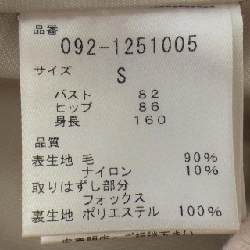 品番
092-1251005
サイズ
S
バスト 82
ヒップ 88
身長 160
品質
表生地 毛 90%
ナイロン 10%
取りはずし部分
フォックス
裏生地 ポリエステル 100%